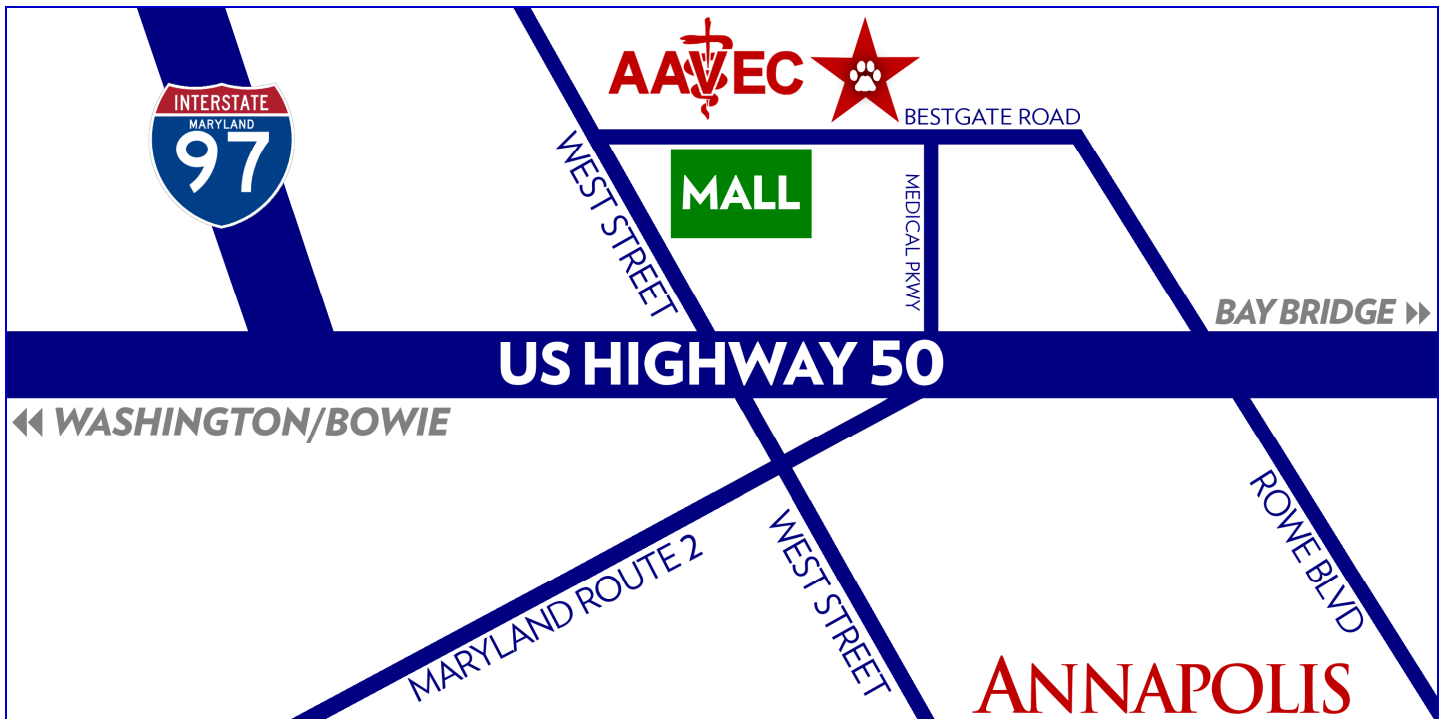 AAVEC
INTERSTATE
MARYLAND
97
BESTGATE ROAD
WEST STREET
MALL
MEDICAL PKWY
BAY BRIDGE
US HIGHWAY 50
WASHINGTON/BOWIE
MARYLAND ROUTE 2
WEST STREET
ROWE BLVD
ANNAPOLIS